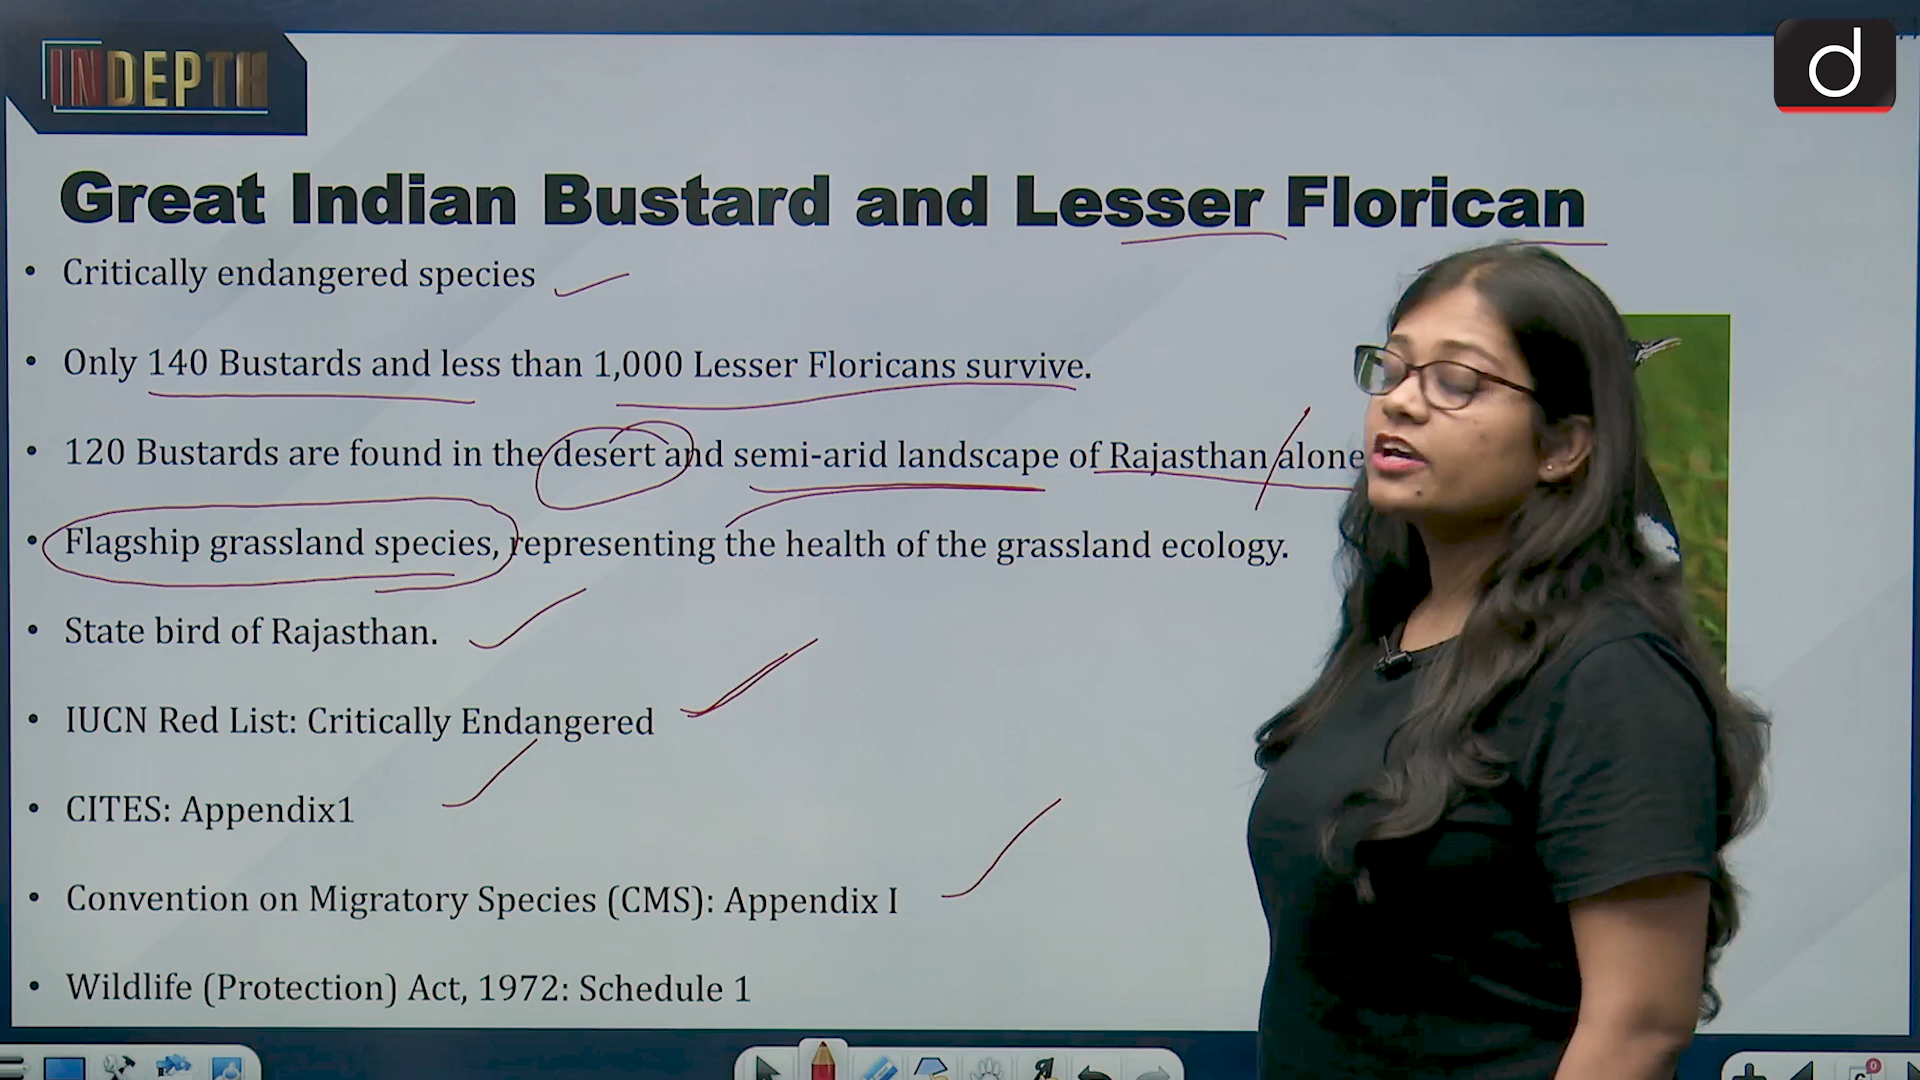 INDEPTH
d
Great Indian Bustard and Lesser Florican
• Critically endangered species
• Only 140 Bustards and less than 1,000 Lesser Floricans survive.
• 120 Bustards are found in the desert and semi-arid landscape of Rajasthan alone
• Flagship grassland species, representing the health of the grassland ecology.
• State bird of Rajasthan.
• IUCN Red List: Critically Endangered
• CITES: Appendix1
• Convention on Migratory Species (CMS): Appendix I
• Wildlife (Protection) Act, 1972: Schedule 1
0